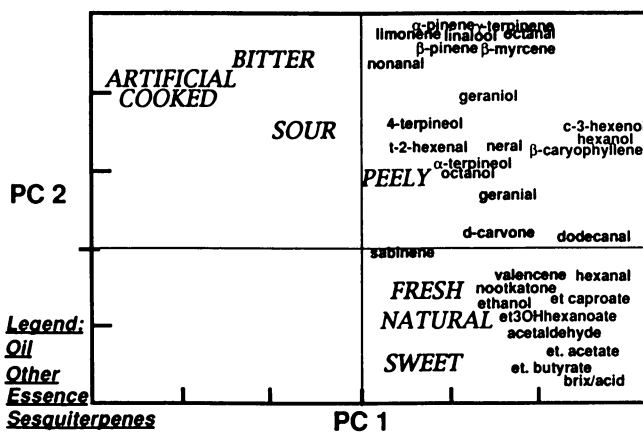 α-pinene γ-terpinene
limonene linalool octanal
BITTER β-pinene β-myrcene
nonanal
ARTIFICIAL
COOKED geraniol
SOUR 4-terpineol c-3-hexeno
hexanol
t-2-hexenal neral β-caryophyllene
α-terpineol
PEELY octanol
PC 2 geranial
d-carvone dodecanal
sabinene
valencene hexanal
FRESH nootkatone
ethanol et caproate
Legend: NATURAL et3OHhexanoate
acetaldehyde
Oil
SWEET et. acetate
Other et. butyrate
brix/acid
Essence
Sesquiterpenes PC 1